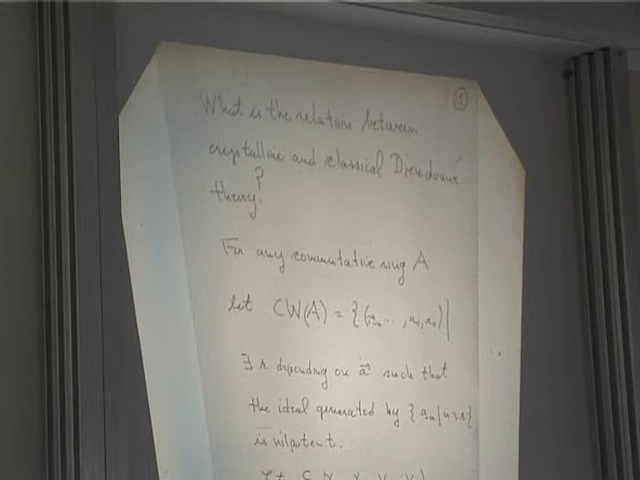 5
What is the relation between
crystalline and classical Dieudonné
theory?
For any commutative ring A
let CW(A) = { ( … , a₁, a₀) |
∃ r depending on a⃗ such that
the ideal generated by { a₋ₙ | n ≥ r }
is nilpotent.